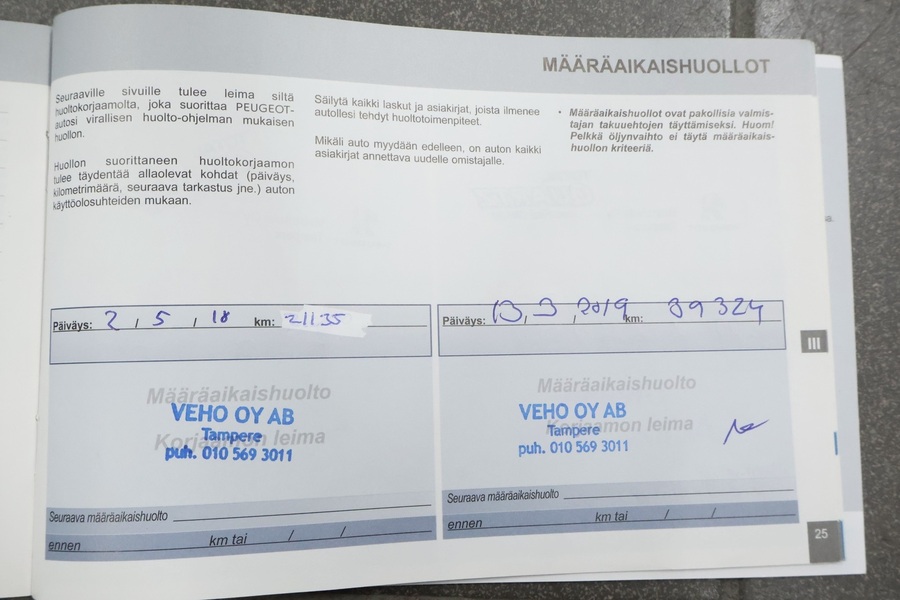 MÄÄRÄAIKAISHUOLLOT
Seuraaville sivuille tulee leima siltä
huoltokorjaamolta, joka suorittaa PEUGEOT-
autosi virallisen huolto-ohjelman mukaisen
huollon.
Huollon suorittaneen huoltokorjaamon
tulee täydentää allaolevat kohdat (päiväys,
kilometrimäärä, seuraava tarkastus jne.) auton
käyttöolosuhteiden mukaan.
Säilytä kaikki laskut ja asiakirjat, joista ilmenee
autollesi tehdyt huoltotoimenpiteet.
Mikäli auto myydään edelleen, on auton kaikki
asiakirjat annettava uudelle omistajalle.
• Määräaikaishuollot ovat pakollisia valmis-
tajan takuuehtojen täyttämiseksi. Huom!
Pelkkä öljynvaihto ei täytä määräaikais-
huollon kriteeriä.
Päiväys: 2 / 5 / 18 km: 21135
Määräaikaishuolto
VEHO OY AB
Korjaamon leima
Tampere
puh. 010 569 3011
Seuraava määräaikaishuolto
ennen km tai / /
Päiväys: 13, 3, 2019 km: 39324
Määräaikaishuolto
VEHO OY AB
Korjaamon leima
Tampere
puh. 010 569 3011
Seuraava määräaikaishuolto
ennen km tai / /
III
25